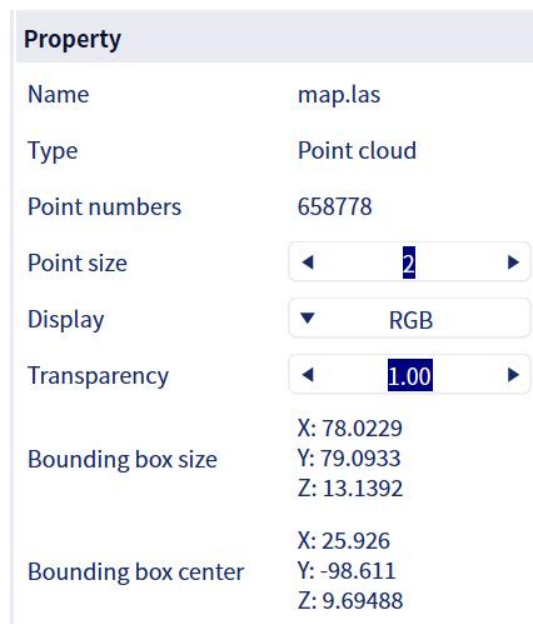 Property
Name map.las
Type Point cloud
Point numbers 658778
Point size 2
Display RGB
Transparency 1.00
Bounding box size
X: 78.0229
Y: 79.0933
Z: 13.1392
Bounding box center
X: 25.926
Y: -98.611
Z: 9.69488